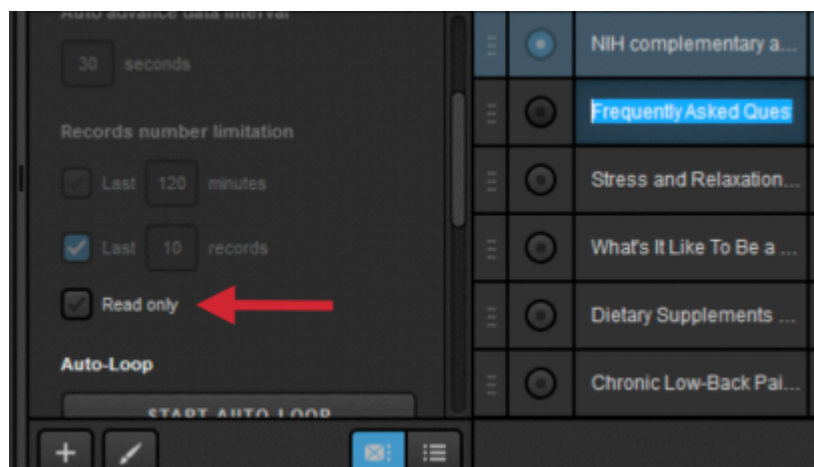 Auto advance data interval
30 seconds
Records number limitation
Last 120 minutes
Last 10 records
Read only
Auto-Loop
START AUTO LOOP
NIH complementary a...
Frequently Asked Ques
Stress and Relaxation...
What's It Like To Be a ...
Dietary Supplements ...
Chronic Low-Back Pai...